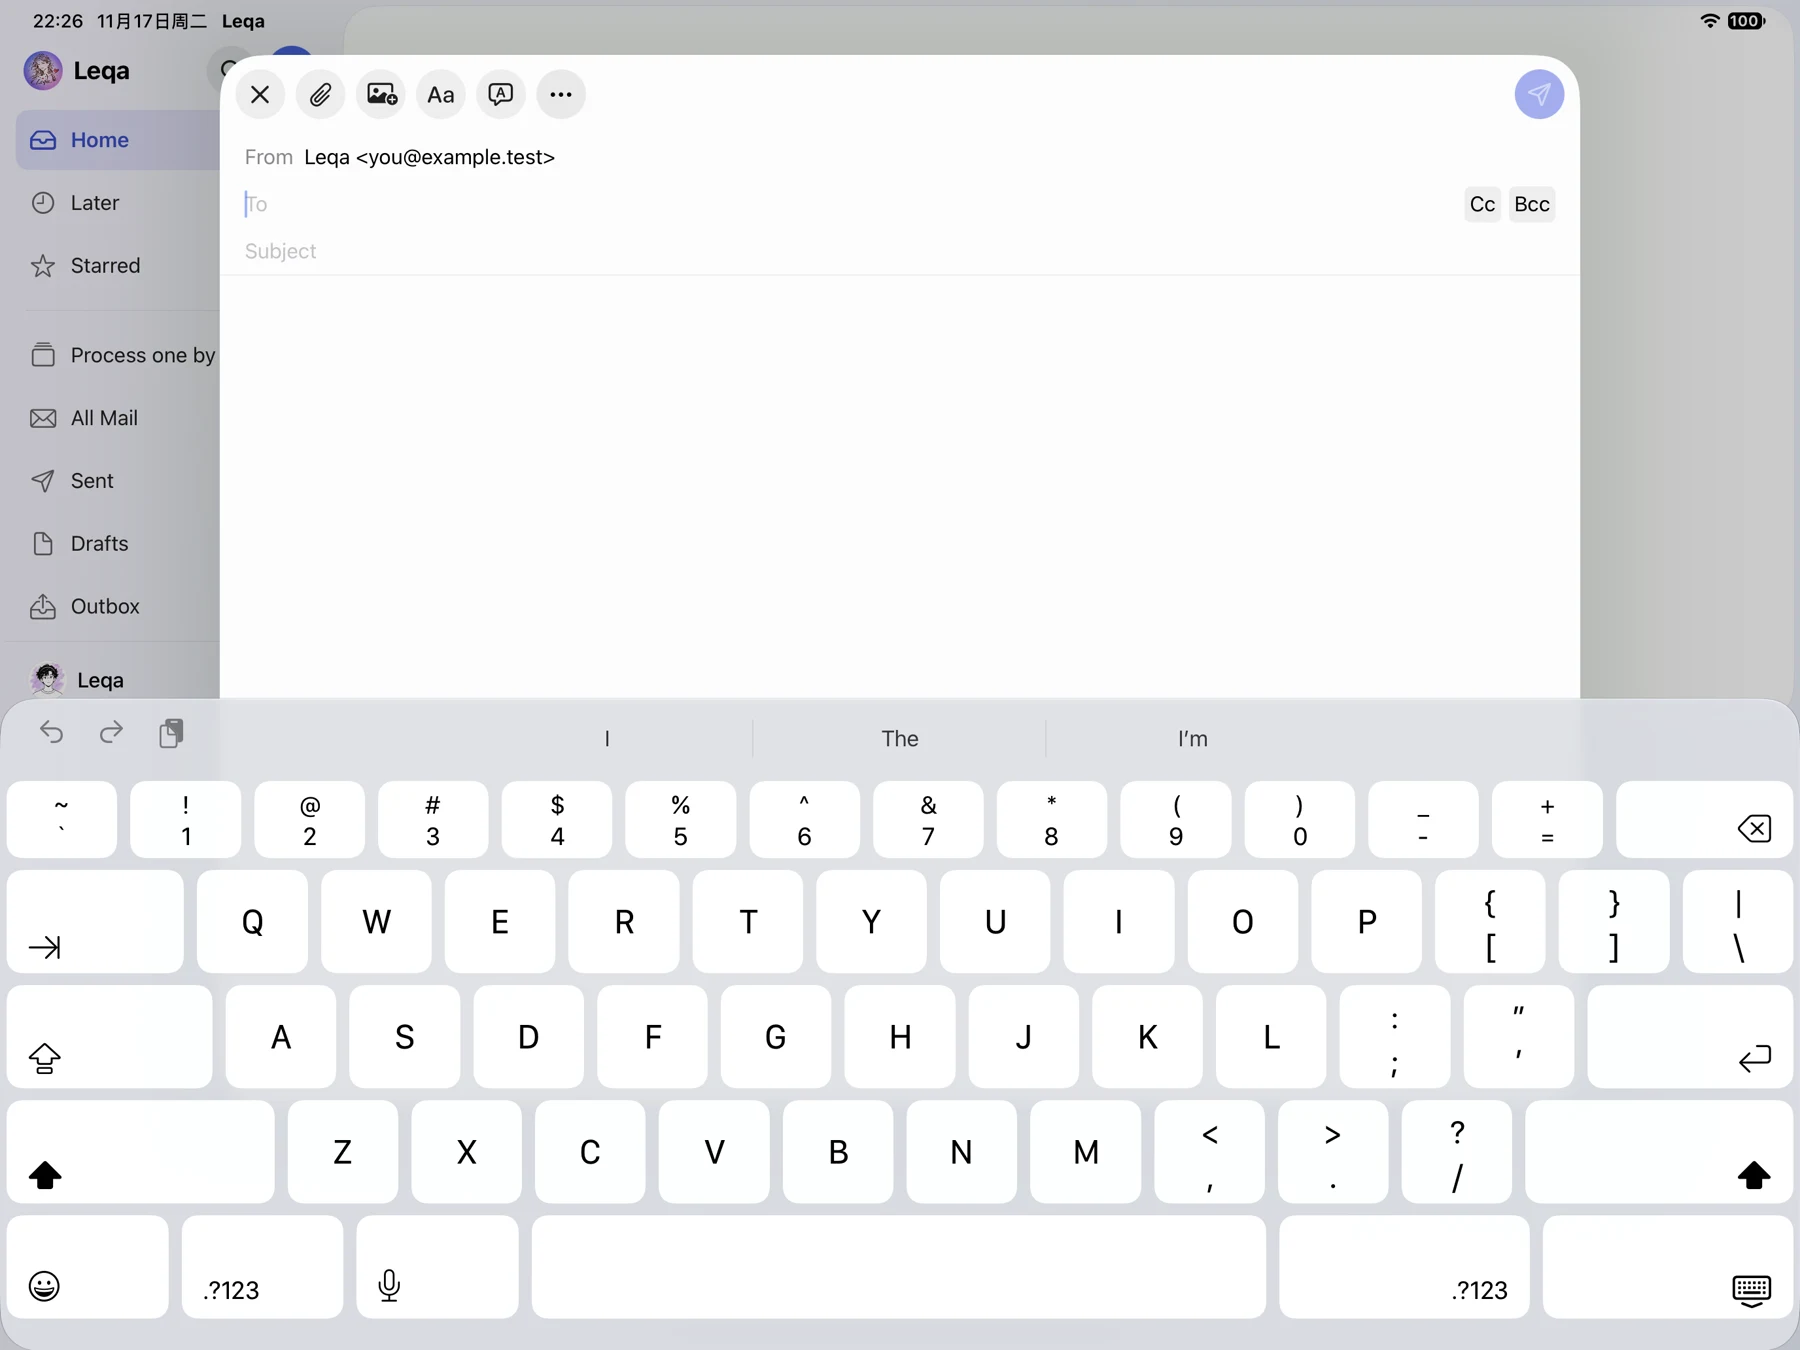 22:26 11月17日周二 Leqa
100
Leqa
Home
Later
Starred
Process one by
All Mail
Sent
Drafts
Outbox
Leqa
Aa
A
From Leqa <you@example.test>
To
Cc Bcc
Subject
I The I’m
~ ! @ # $ % ^ & * ( ) _ +
` 1 2 3 4 5 6 7 8 9 0 - =
Q W E R T Y U I O P { } |
[ ] \
A S D F G H J K L : "
; '
Z X C V B N M < > ?
, . /
.?123 .?123